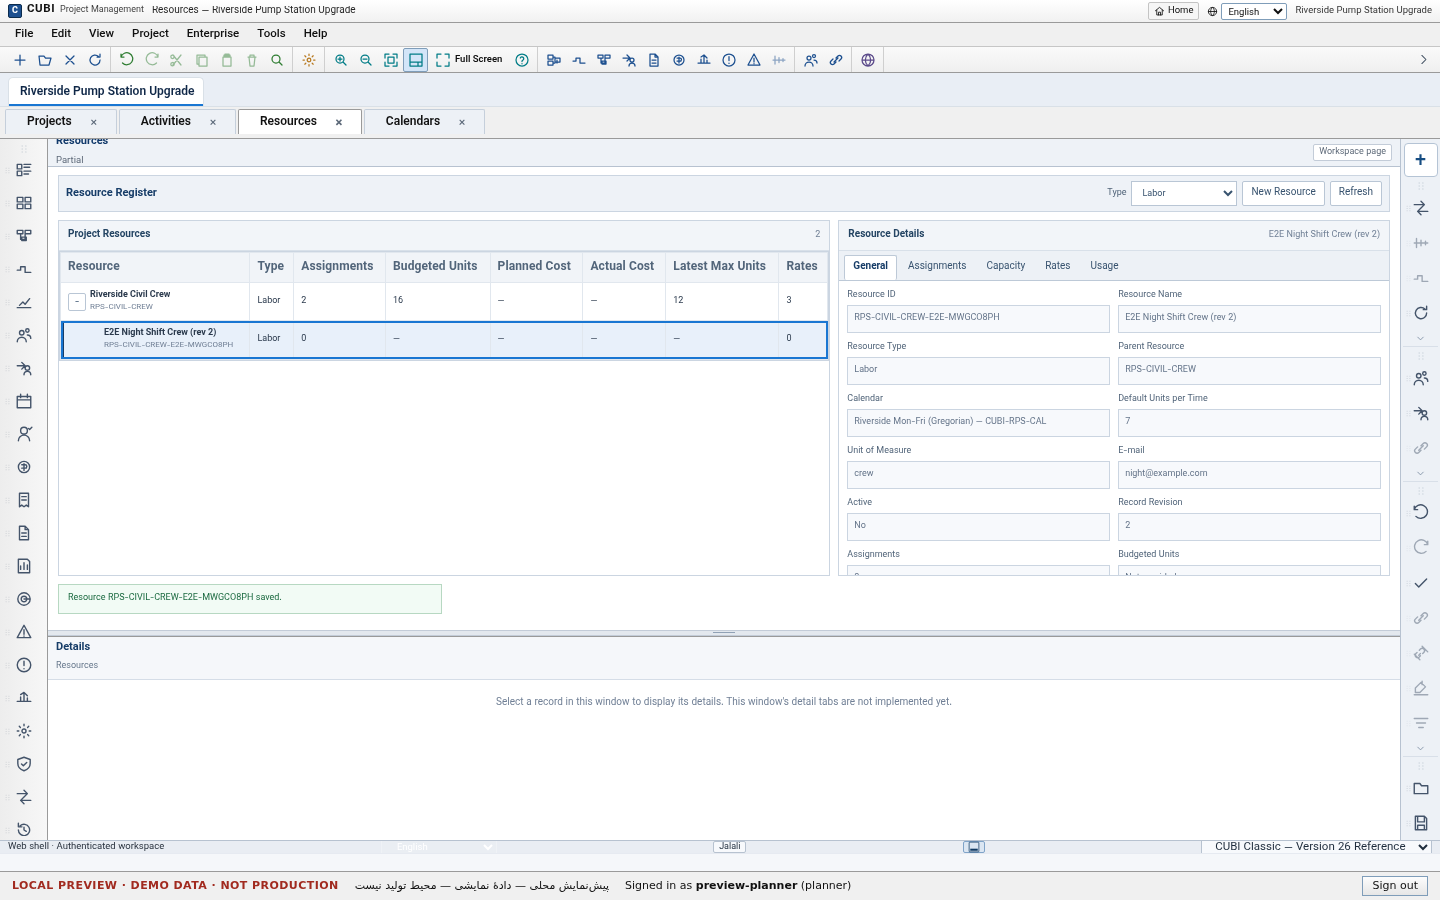 CUBI Project Management Resources — Riverside Pump Station Upgrade Home English Riverside Pump Station Upgrade
File Edit View Project Enterprise Tools Help
Full Screen
Riverside Pump Station Upgrade
Projects × Activities × Resources × Calendars ×
Resources
Partial
Workspace page
Resource Register Type Labor New Resource Refresh
Project Resources 2
Resource Type Assignments Budgeted Units Planned Cost Actual Cost Latest Max Units Rates
Riverside Civil Crew
RPS-CIVIL-CREW
Labor 2 16 — — 12 3
E2E Night Shift Crew (rev 2)
RPS-CIVIL-CREW-E2E-MWGCO8PH
Labor 0 — — — — 0
Resource Details E2E Night Shift Crew (rev 2)
General Assignments Capacity Rates Usage
Resource ID Resource Name
RPS-CIVIL-CREW-E2E-MWGCO8PH E2E Night Shift Crew (rev 2)
Resource Type Parent Resource
Labor RPS-CIVIL-CREW
Calendar Default Units per Time
Riverside Mon-Fri (Gregorian) — CUBI-RPS-CAL 7
Unit of Measure E-mail
crew night@example.com
Active Record Revision
No 2
Assignments Budgeted Units
Resource RPS-CIVIL-CREW-E2E-MWGCO8PH saved.
Details
Resources
Select a record in this window to display its details. This window's detail tabs are not implemented yet.
Web shell · Authenticated workspace English Jalali CUBI Classic — Version 26 Reference
LOCAL PREVIEW · DEMO DATA · NOT PRODUCTION پیش‌نمایش محلی — دادهٔ نمایشی — محیط تولید نیست Signed in as preview-planner (planner) Sign out